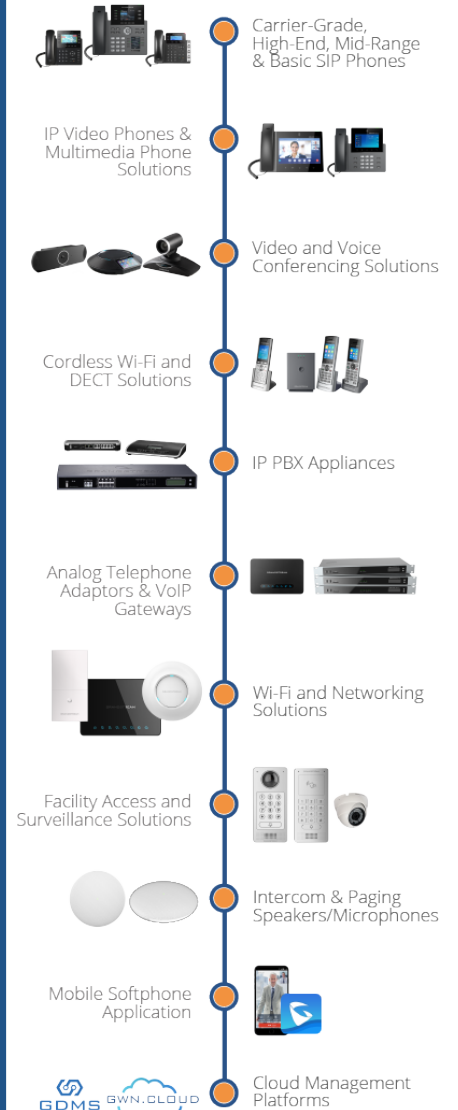 Carrier-Grade,
High-End, Mid-Range
& Basic SIP Phones
IP Video Phones &
Multimedia Phone
Solutions
Video and Voice
Conferencing Solutions
Cordless Wi-Fi and
DECT Solutions
IP PBX Appliances
Analog Telephone
Adaptors & VoIP
Gateways
Wi-Fi and Networking
Solutions
Facility Access and
Surveillance Solutions
Intercom & Paging
Speakers/Microphones
Mobile Softphone
Application
Cloud Management
Platforms
GDMS
GWN.CLOUD